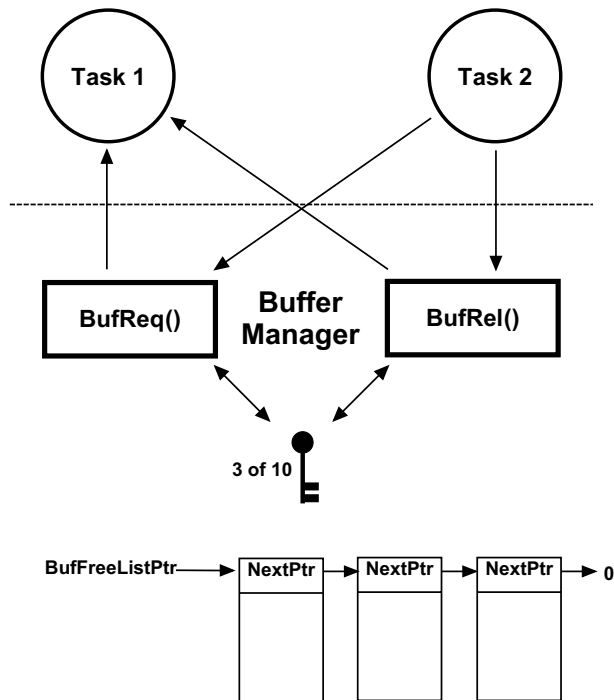 Task 1
Task 2
BufReq()
Buffer
Manager
BufRel()
3 of 10
BufFreeListPtr
NextPtr
NextPtr
NextPtr
0